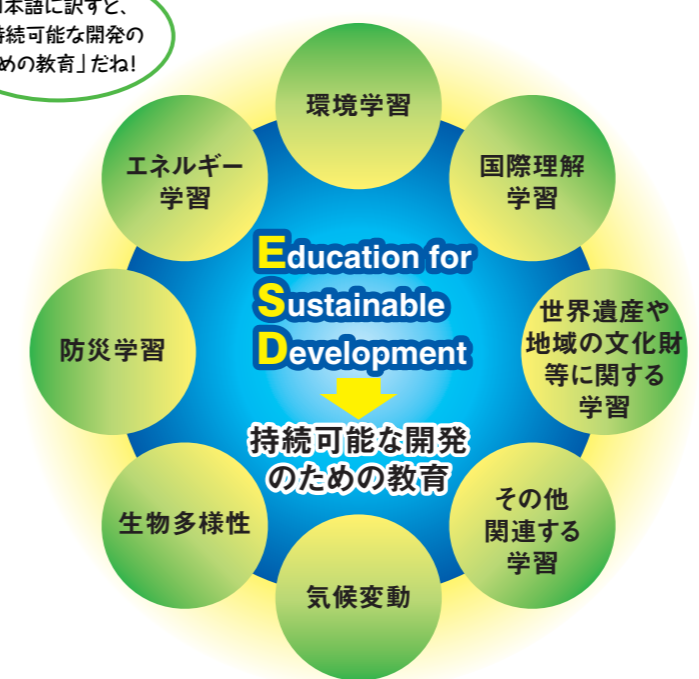 本語に訳すと、
持続可能な開発の
めの教育」だね!
環境学習
国際理解
学習
世界遺産や
地域の文化財
等に関する
学習
その他
関連する
学習
気候変動
生物多様性
防災学習
エネルギー
学習
Education for
Sustainable
Development
持続可能な開発
のための教育